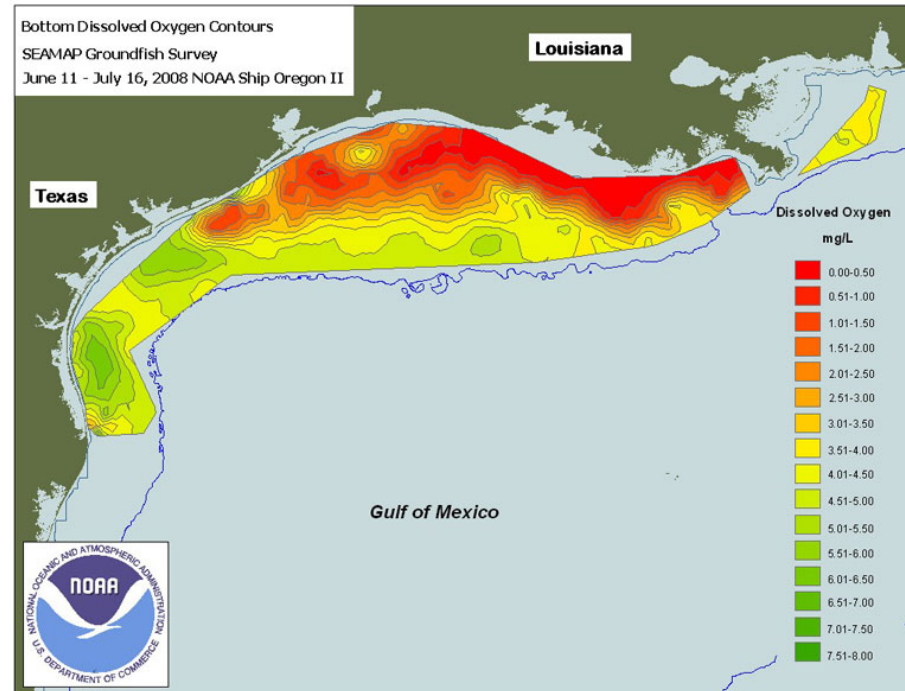 Bottom Dissolved Oxygen Contours
SEAMAP Groundfish Survey
June 11 - July 16, 2008 NOAA Ship Oregon II
Louisiana
Texas
Dissolved Oxygen
mg/L
0.00-0.50
0.51-1.00
1.01-1.50
1.51-2.00
2.01-2.50
2.51-3.00
3.01-3.50
3.51-4.00
4.01-4.50
4.51-5.00
5.01-5.50
5.51-6.00
6.01-6.50
6.51-7.00
7.01-7.50
7.51-8.00
Gulf of Mexico
NATIONAL OCEANIC AND ATMOSPHERIC ADMINISTRATION
NOAA
U.S. DEPARTMENT OF COMMERCE